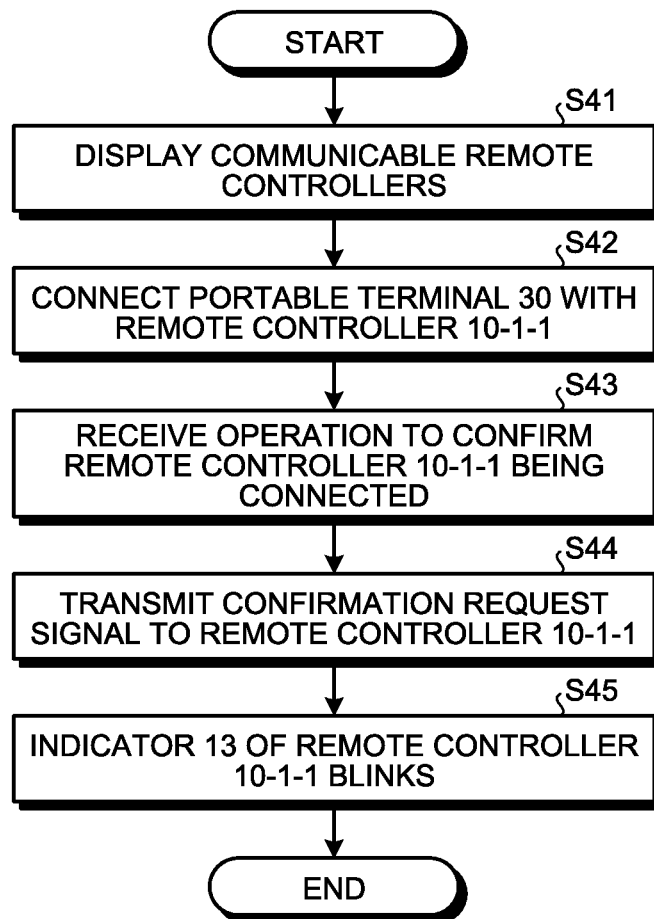 START
S41
DISPLAY COMMUNICABLE REMOTE
CONTROLLERS
S42
CONNECT PORTABLE TERMINAL 30 WITH
REMOTE CONTROLLER 10-1-1
S43
RECEIVE OPERATION TO CONFIRM
REMOTE CONTROLLER 10-1-1 BEING
CONNECTED
S44
TRANSMIT CONFIRMATION REQUEST
SIGNAL TO REMOTE CONTROLLER 10-1-1
S45
INDICATOR 13 OF REMOTE CONTROLLER
10-1-1 BLINKS
END